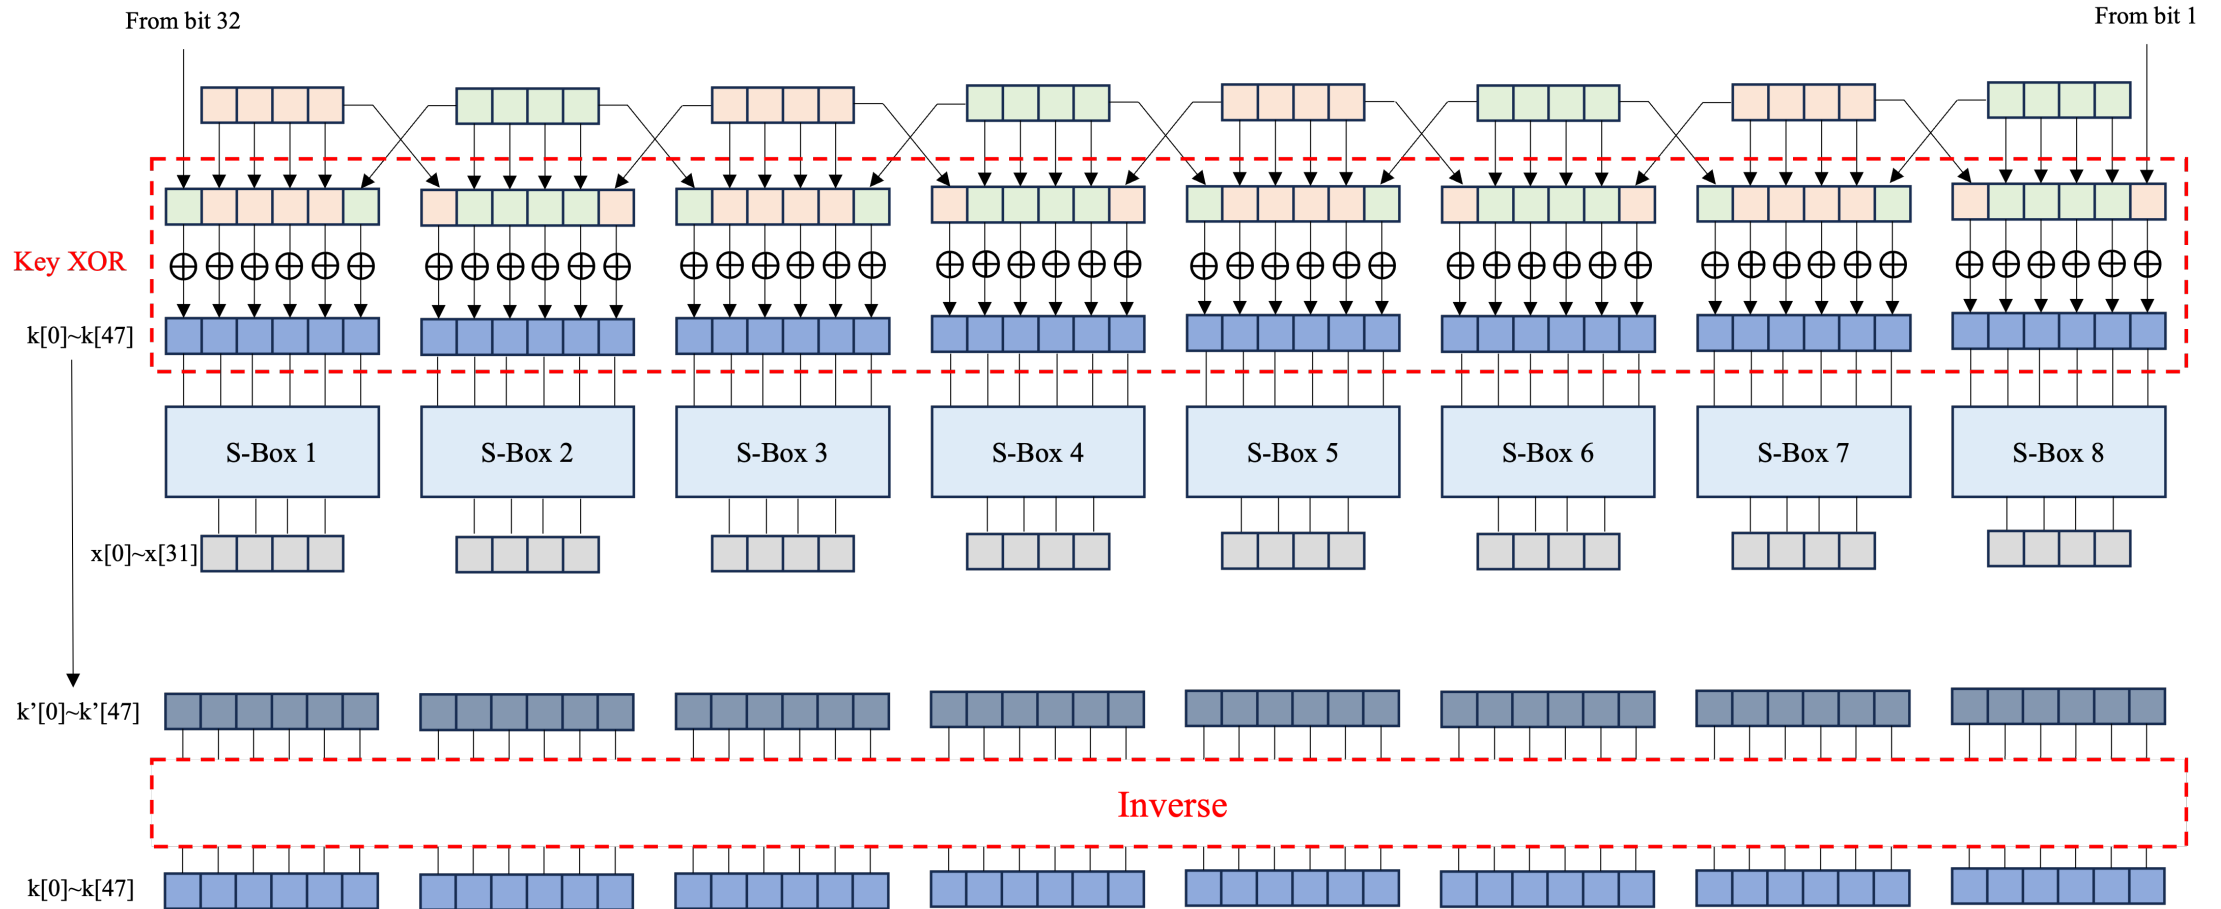 From bit 32
From bit 1
Key XOR
k[0]~k[47]
S-Box 1
S-Box 2
S-Box 3
S-Box 4
S-Box 5
S-Box 6
S-Box 7
S-Box 8
x[0]~x[31]
k’[0]~k’[47]
Inverse
k[0]~k[47]